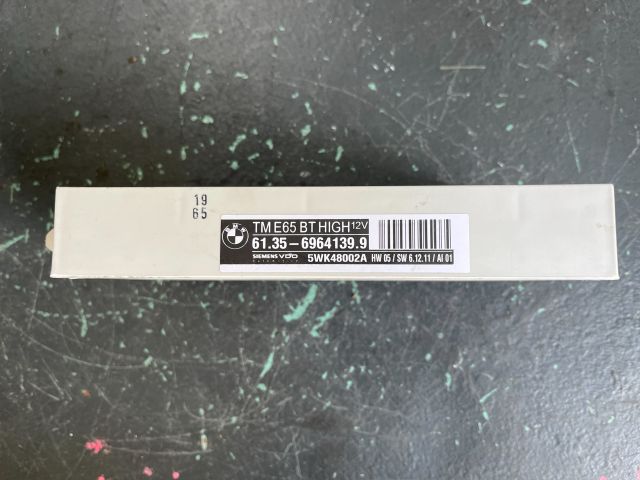 19
65
TM E65 BT HIGH 12V
61.35-6964139.9
SIEMENS VDO
5WK48002A HW 05 / SW 6.12.11 / AI 01